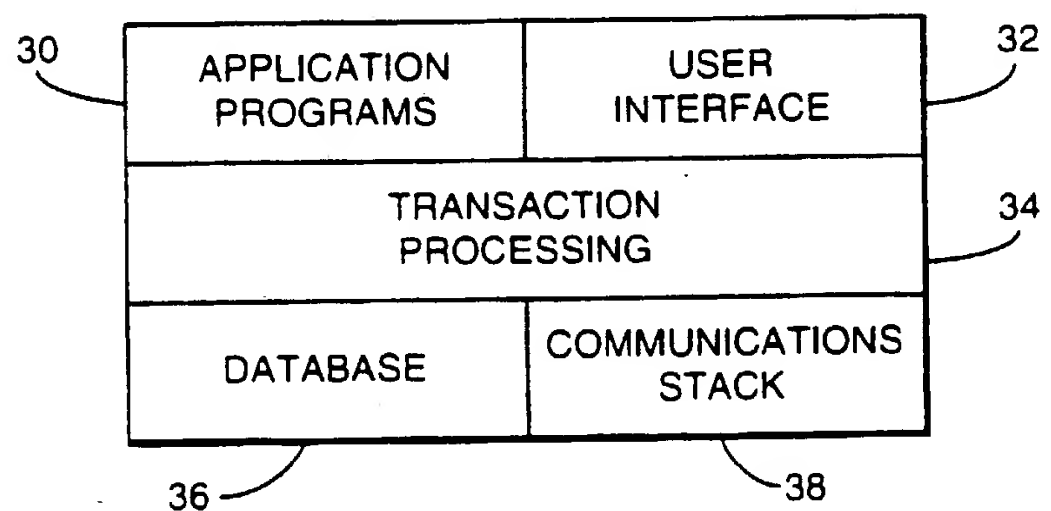 30
APPLICATION
PROGRAMS
USER
INTERFACE
32
TRANSACTION
PROCESSING
34
DATABASE
COMMUNICATIONS
STACK
36
38